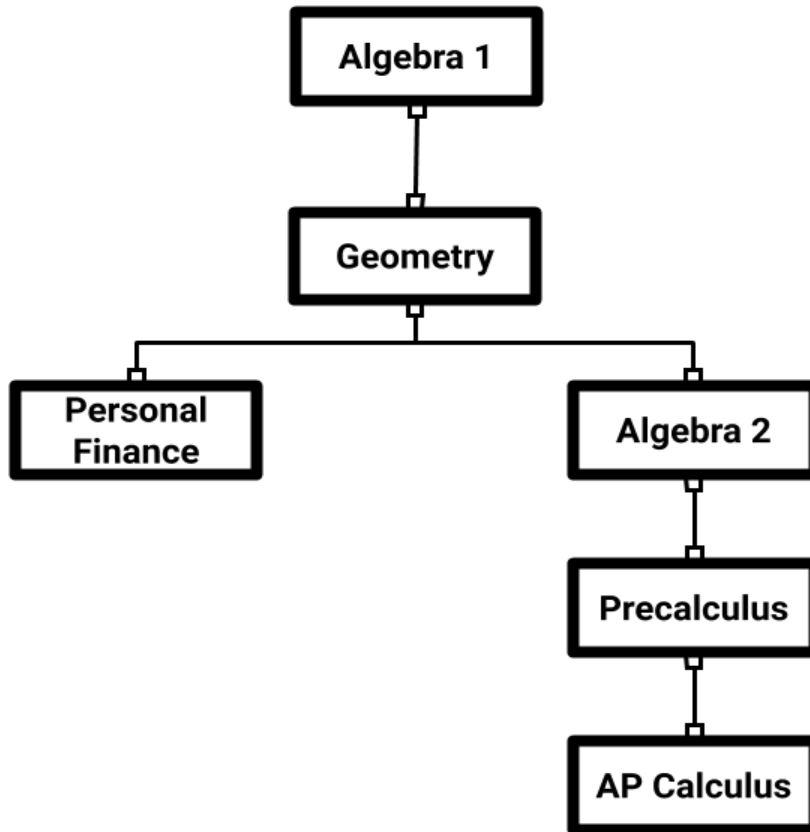 Algebra 1
Geometry
Personal
Finance
Algebra 2
Precalculus
AP Calculus